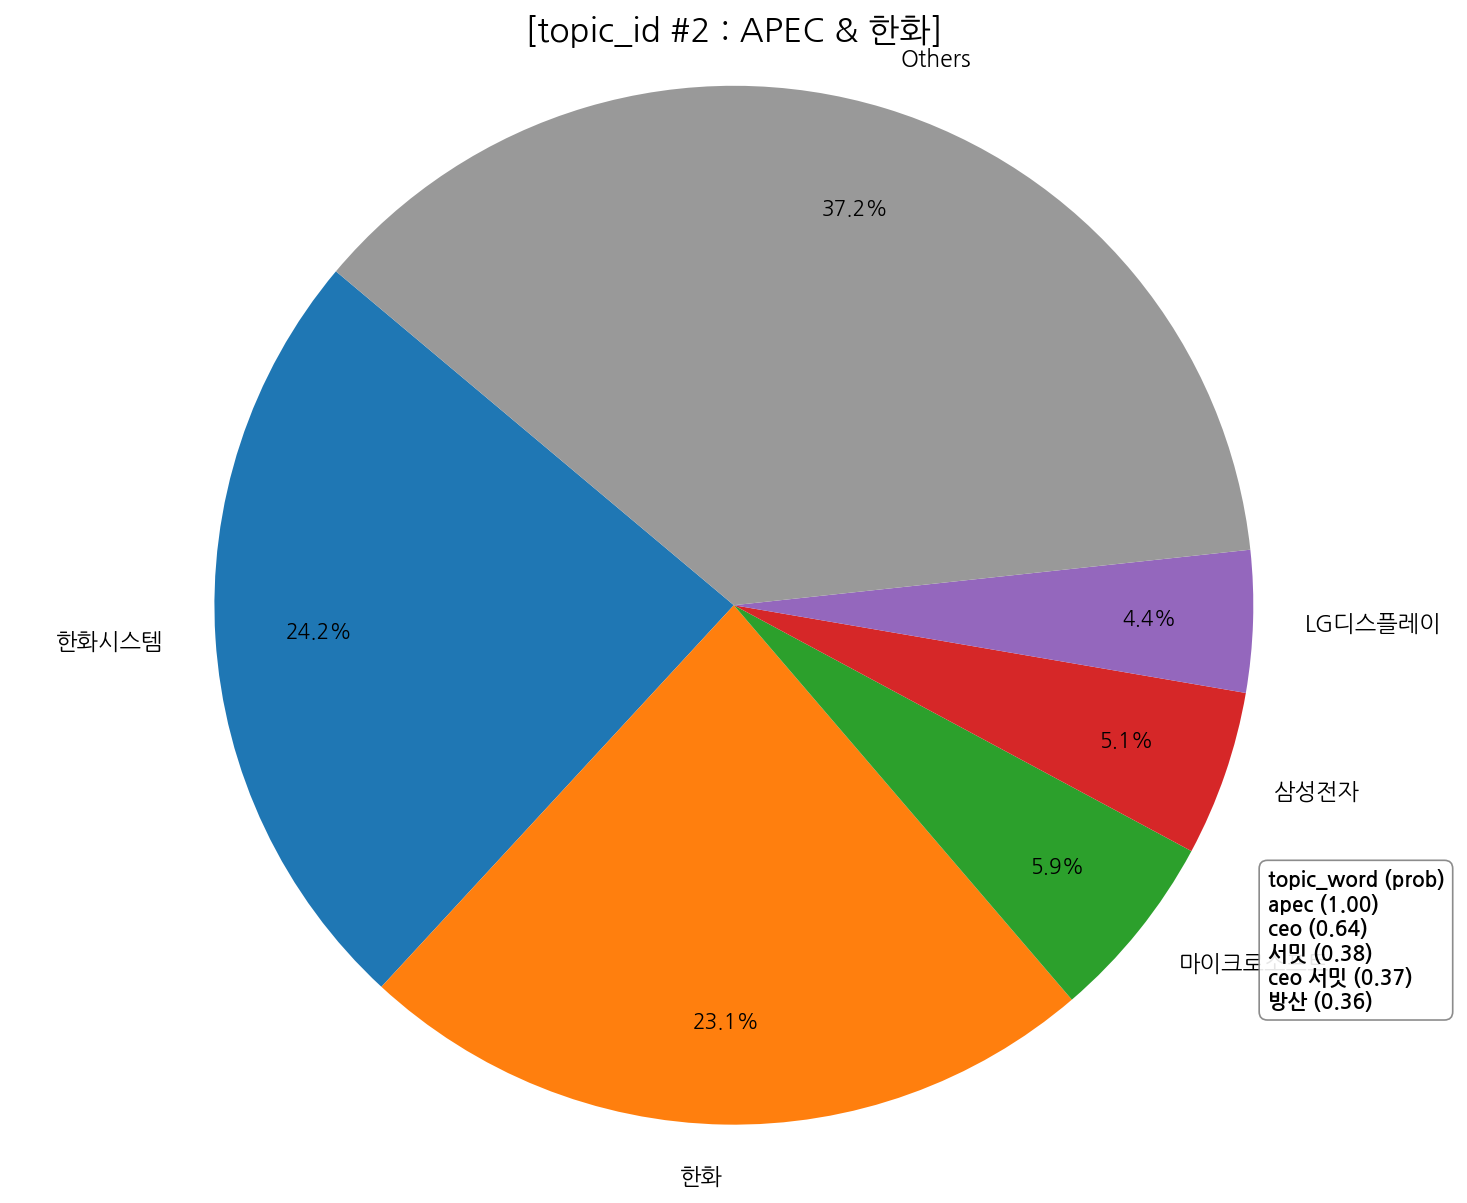 [topic_id #2 : APEC & 한화]
Others
37.2%
24.2%
한화시스템
4.4%
LG디스플레이
5.1%
삼성전자
5.9%
topic_word (prob)
apec (1.00)
ceo (0.64)
서밋 (0.38)
ceo 서밋 (0.37)
방산 (0.36)
23.1%
한화